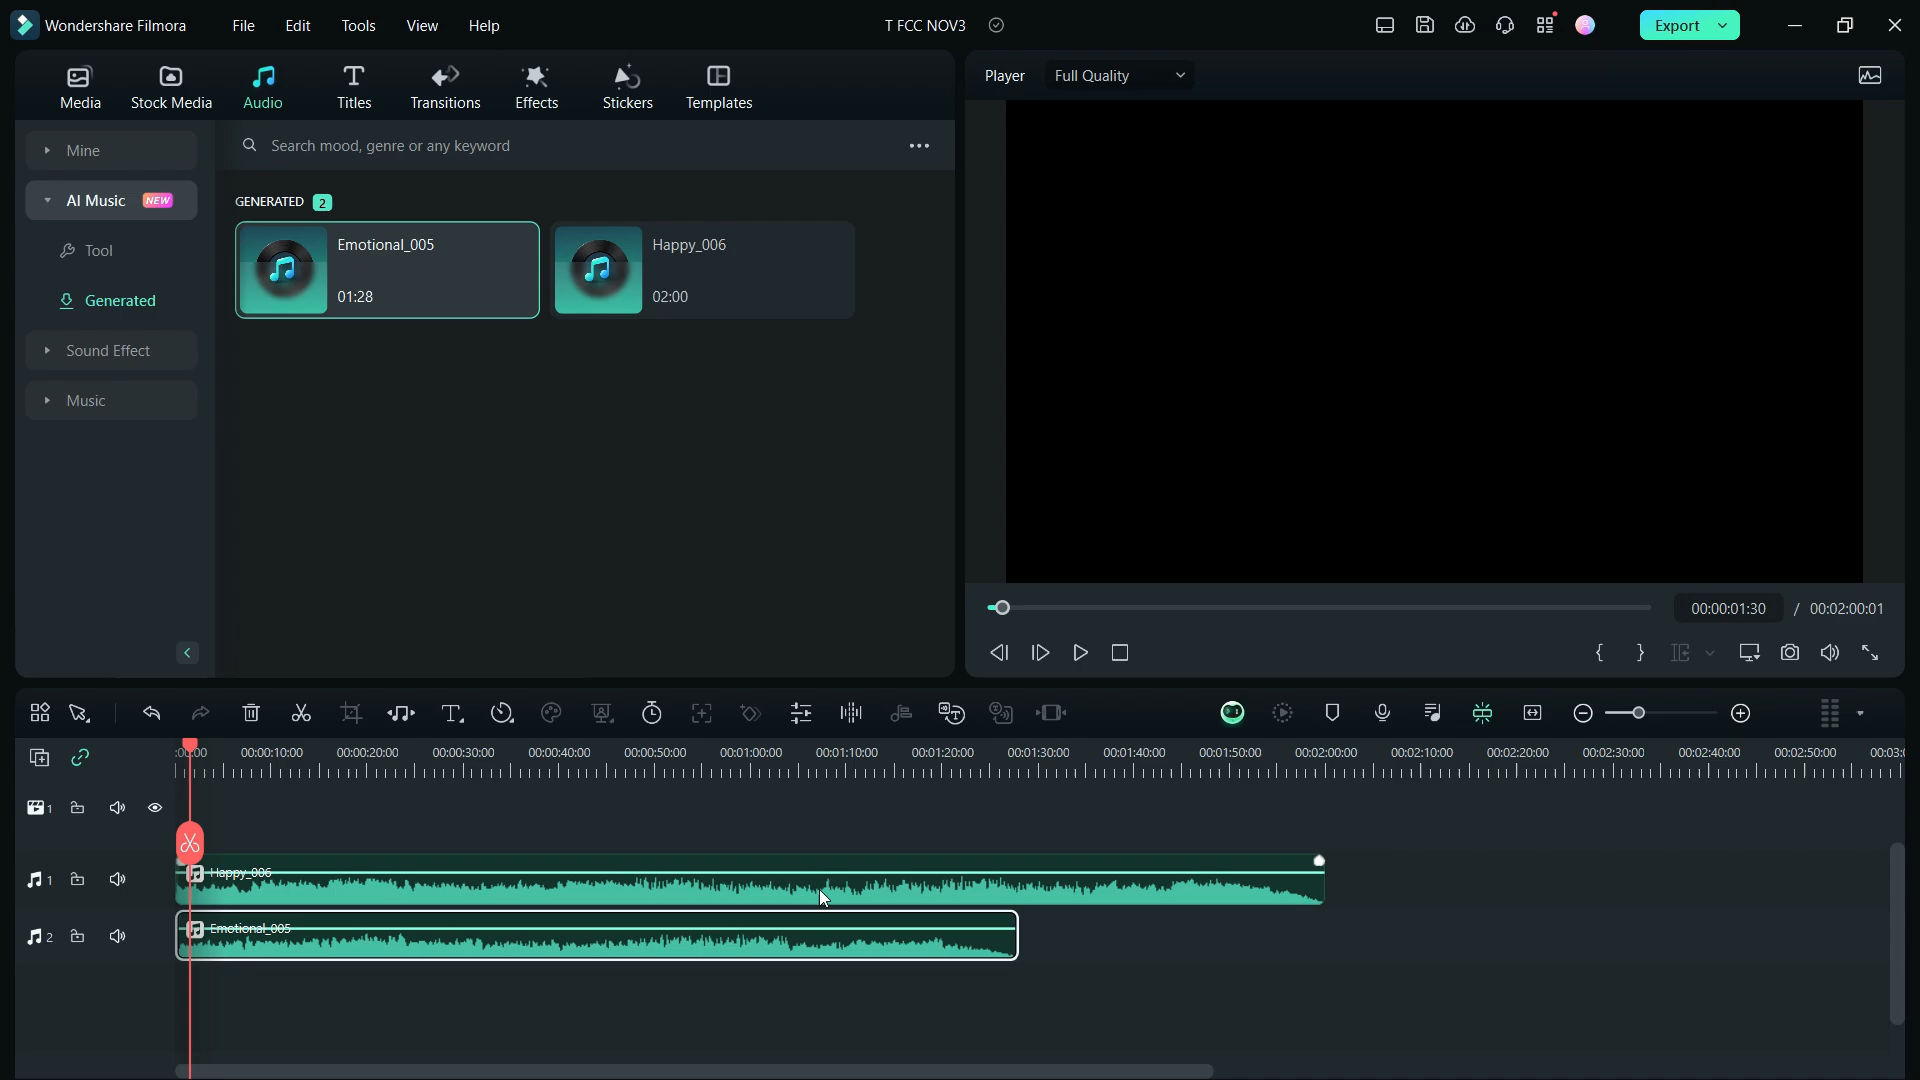 Wondershare Filmora
File
Edit
Tools
View
Help
T FCC NOV3
Export
Media
Stock Media
Audio
Titles
Transitions
Effects
Stickers
Templates
Player
Full Quality
Mine
AI Music NEW
Tool
Generated
Sound Effect
Music
Search mood, genre or any keyword
GENERATED 2
Emotional_005
01:28
Happy_006
02:00
00:00:01:30 / 00:02:00:01
00:00:10:00
00:00:20:00
00:00:30:00
00:00:40:00
00:00:50:00
00:01:00:00
00:01:10:00
00:01:20:00
00:01:30:00
00:01:40:00
00:01:50:00
00:02:00:00
00:02:10:00
00:02:20:00
00:02:30:00
00:02:40:00
00:02:50:00
1
1
Happy_006
2
Emotional_005